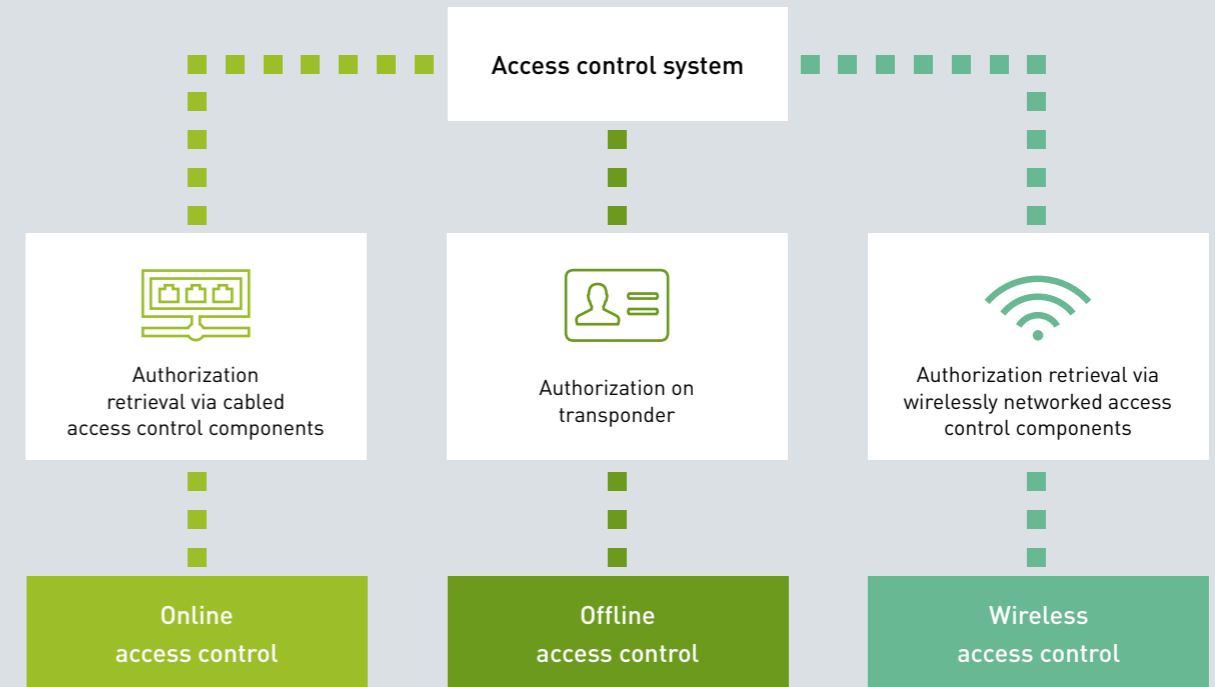 Access control system
Authorization
retrieval via cabled
access control components
Authorization on
transponder
Authorization retrieval via
wirelessly networked access
control components
Online
access control
Offline
access control
Wireless
access control